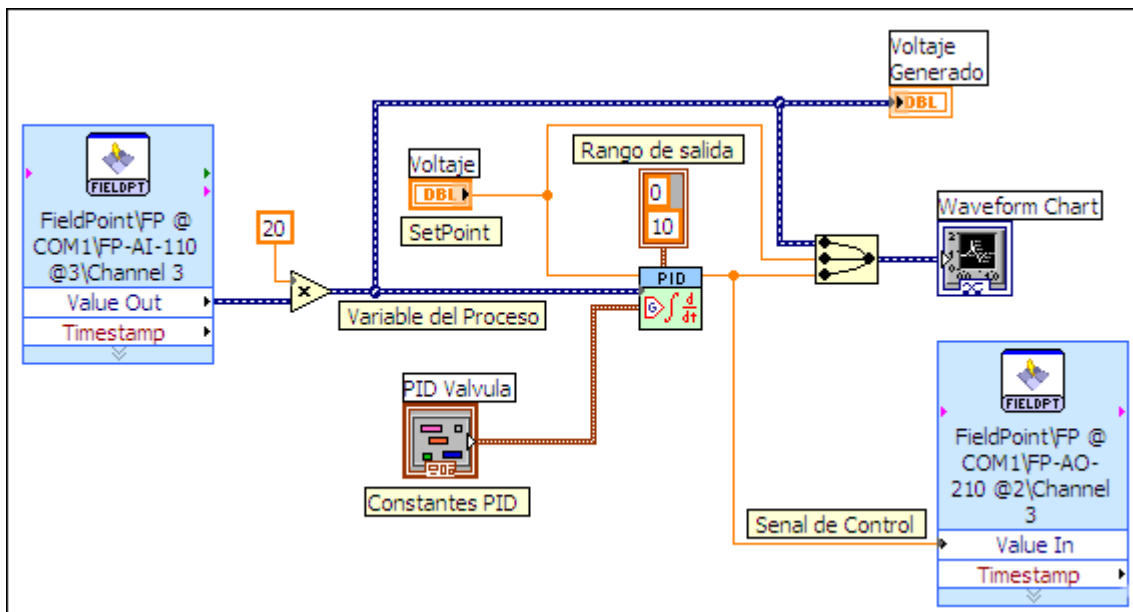 Voltaje
Generado
DBL
FIELDPT
FieldPoint\FP @
COM1\FP-AI-110
@3\Channel 3
Value Out
Timestamp
20
x
Variable del Proceso
Voltaje
DBL
SetPoint
Rango de salida
0
10
PID
G ∫ d/dt
PID Valvula
Constantes PID
Waveform Chart
Senal de Control
FIELDPT
FieldPoint\FP @
COM1\FP-AO-
210 @2\Channel
3
Value In
Timestamp